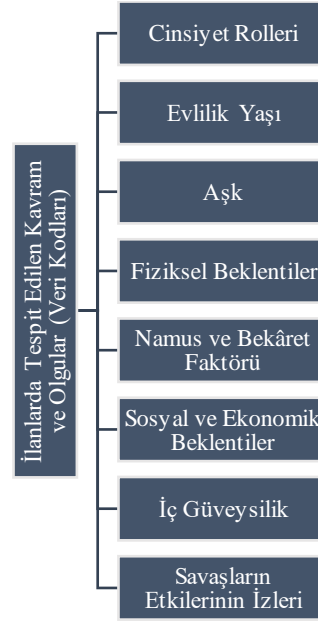 İlanlarda Tespit Edilen Kavram
ve Olgular (Veri Kodları)
Cinsiyet Rolleri
Evlilik Yaşı
Aşk
Fiziksel Beklentiler
Namus ve Bekâret
Faktörü
Sosyal ve Ekonomik
Beklentiler
İç Güveysilik
Savaşların
Etkilerinin İzleri